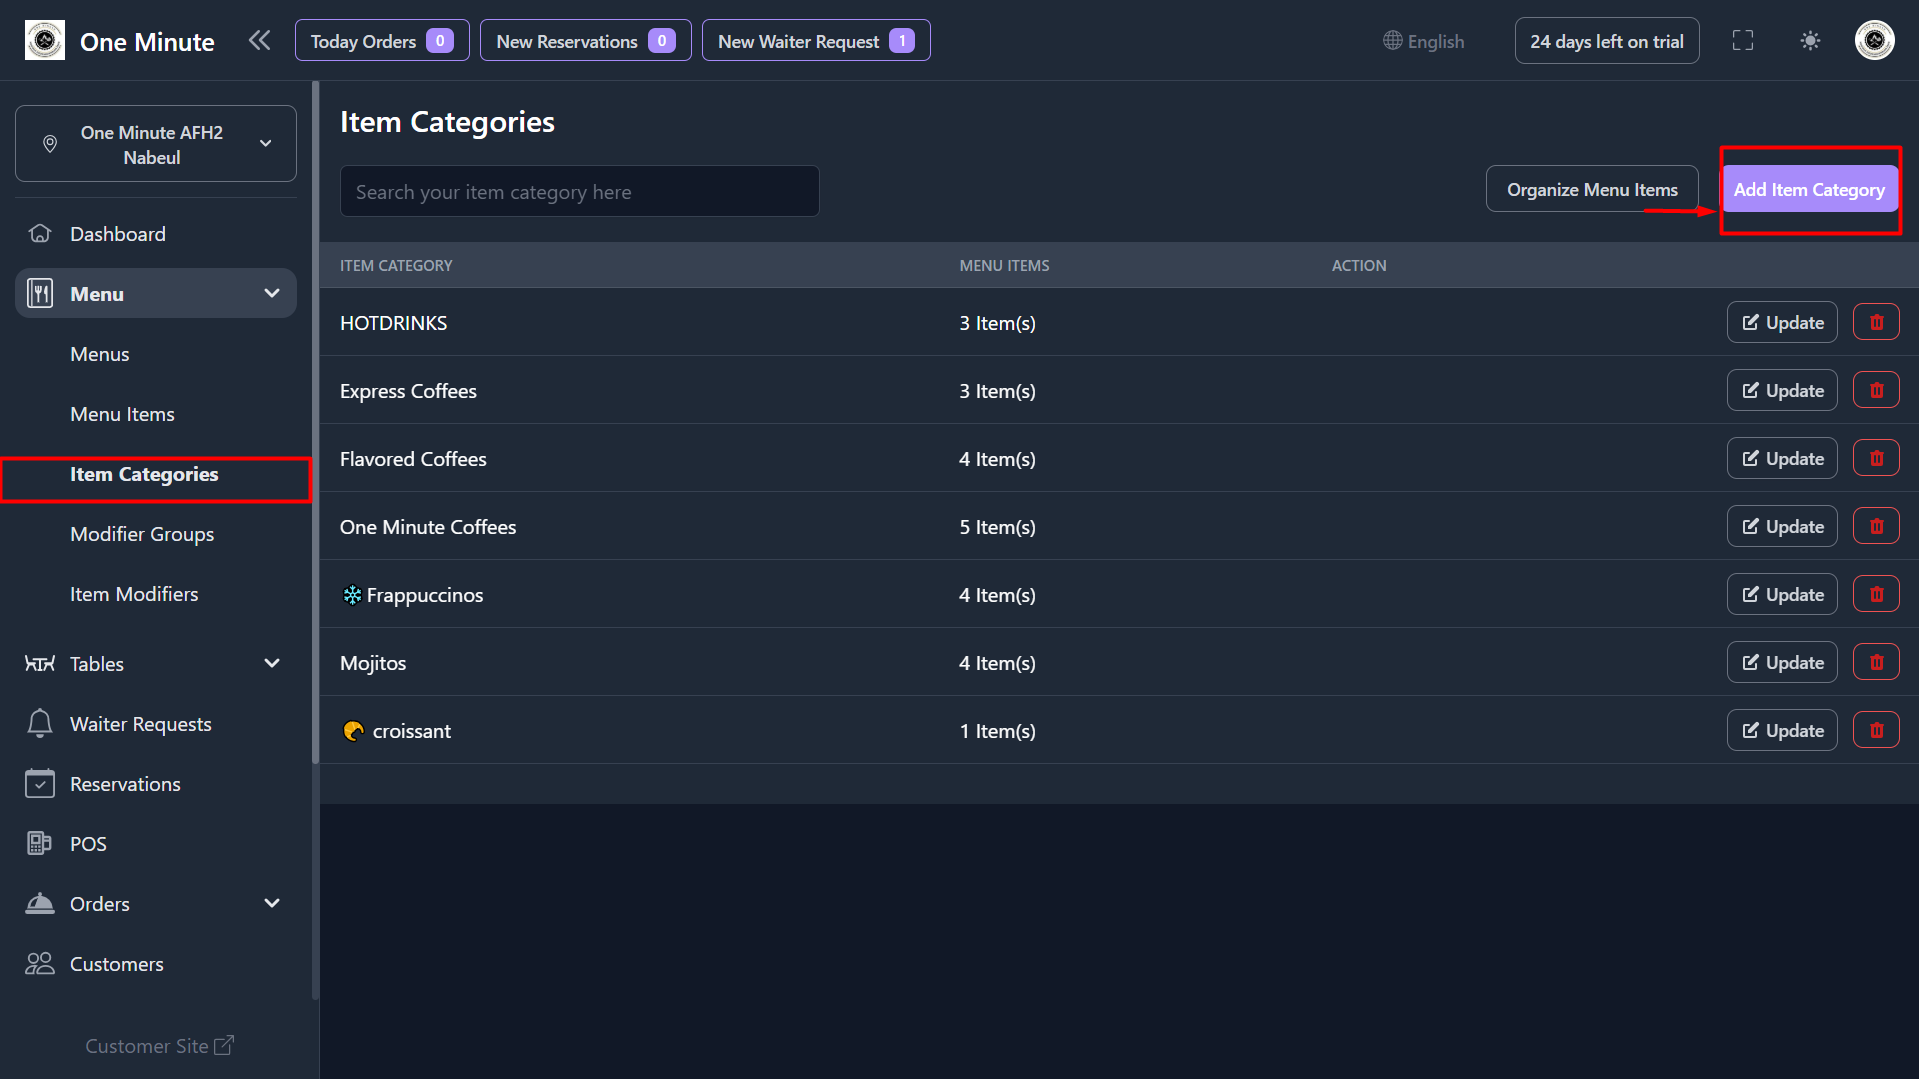 One Minute
Today Orders 0
New Reservations 0
New Waiter Request 1
English
24 days left on trial
One Minute AFH2
Nabeul
Dashboard
Menu
Menus
Menu Items
Item Categories
Modifier Groups
Item Modifiers
Tables
Waiter Requests
Reservations
POS
Orders
Customers
Customer Site
Item Categories
Search your item category here
Organize Menu Items
Add Item Category
ITEM CATEGORY MENU ITEMS ACTION
HOTDRINKS 3 Item(s) Update
Express Coffees 3 Item(s) Update
Flavored Coffees 4 Item(s) Update
One Minute Coffees 5 Item(s) Update
Frappuccinos 4 Item(s) Update
Mojitos 4 Item(s) Update
croissant 1 Item(s) Update